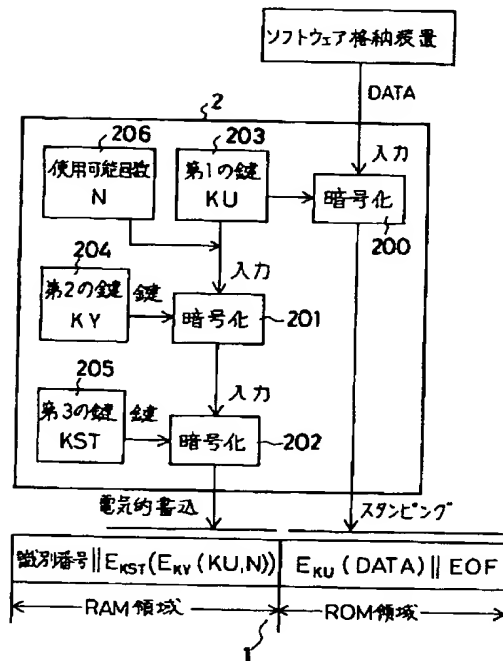 ソフトウェア格納装置
DATA
2
206
203
入力
使用可能回数
N
第1の鍵
KU
暗号化
200
204
入力
第2の鍵
KY
鍵
暗号化
201
205
入力
第3の鍵
KST
鍵
暗号化
202
電気的書込
スタンピング
識別番号||EKST(EKY(KU,N))
EKU(DATA)||EOF
RAM領域
ROM領域
1